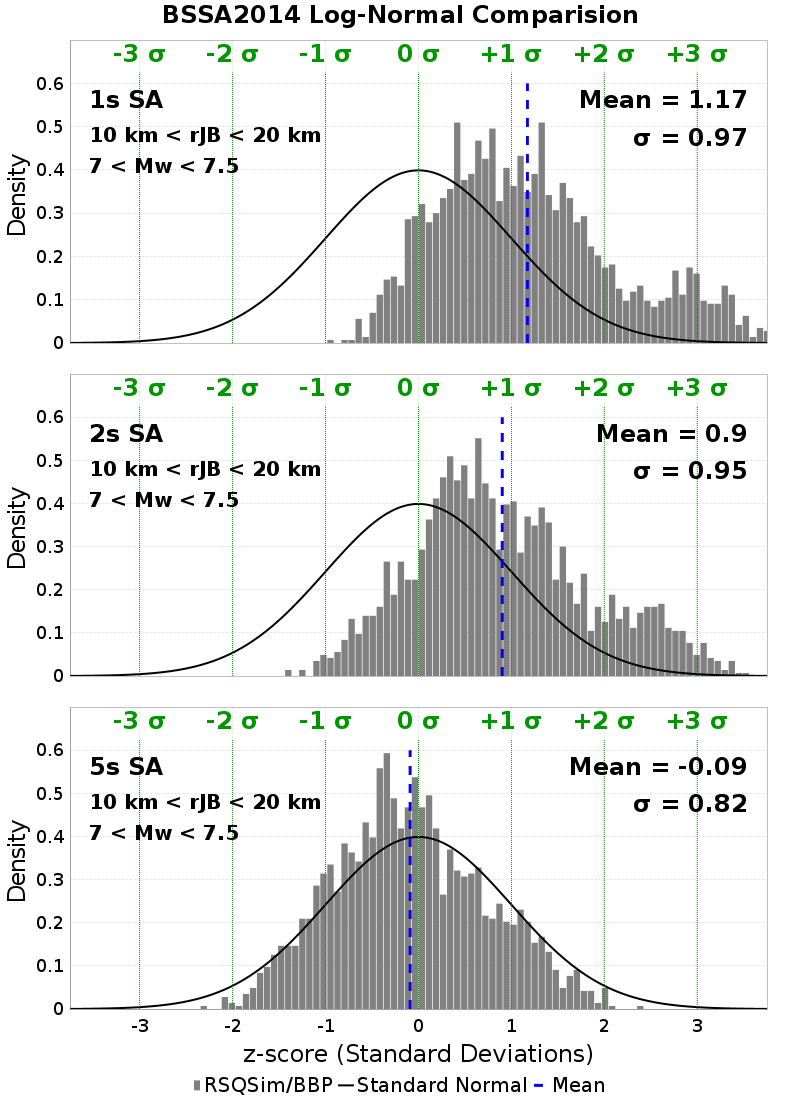 BSSA2014 Log-Normal Comparision
-3 σ -2 σ -1 σ 0 σ +1 σ +2 σ +3 σ
1s SA
Mean = 1.17
10 km < rJB < 20 km
σ = 0.97
7 < Mw < 7.5
Density
0.6
0.5
0.4
0.3
0.2
0.1
0
-3 σ -2 σ -1 σ 0 σ +1 σ +2 σ +3 σ
2s SA
Mean = 0.9
10 km < rJB < 20 km
σ = 0.95
7 < Mw < 7.5
Density
0.6
0.5
0.4
0.3
0.2
0.1
0
-3 σ -2 σ -1 σ 0 σ +1 σ +2 σ +3 σ
5s SA
Mean = -0.09
10 km < rJB < 20 km
σ = 0.82
7 < Mw < 7.5
Density
0.6
0.5
0.4
0.3
0.2
0.1
0
-3 -2 -1 0 1 2 3
z-score (Standard Deviations)
RSQSim/BBP Standard Normal Mean